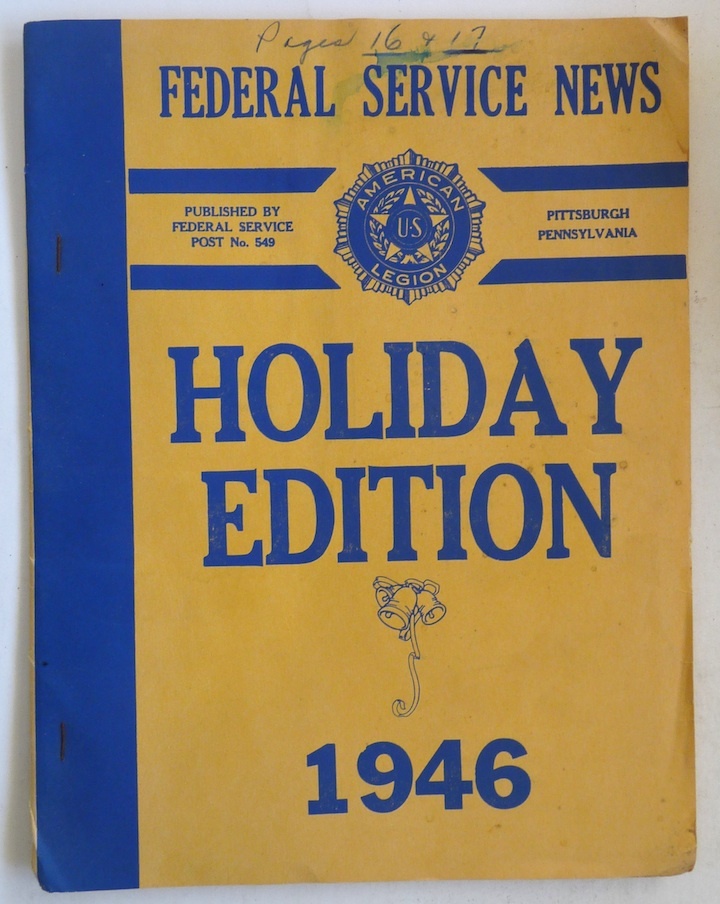 Pages 16 & 17
FEDERAL SERVICE NEWS
PUBLISHED BY
FEDERAL SERVICE
POST No. 549
AMERICAN
U·S
LEGION
PITTSBURGH
PENNSYLVANIA
HOLIDAY
EDITION
1946